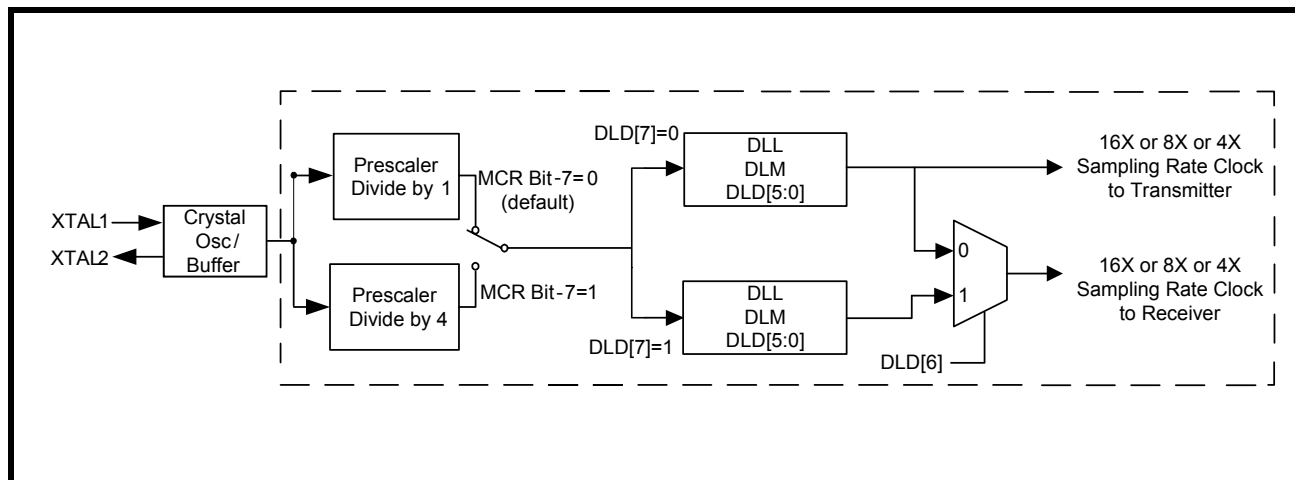 XTAL1
XTAL2
Crystal
Osc/
Buffer
Prescaler
Divide by 1
Prescaler
Divide by 4
MCR Bit-7=0
(default)
MCR Bit-7=1
DLD[7]=0
DLL
DLM
DLD[5:0]
DLD[7]=1
DLL
DLM
DLD[5:0]
0
1
DLD[6]
16X or 8X or 4X
Sampling Rate Clock
to Transmitter
16X or 8X or 4X
Sampling Rate Clock
to Receiver